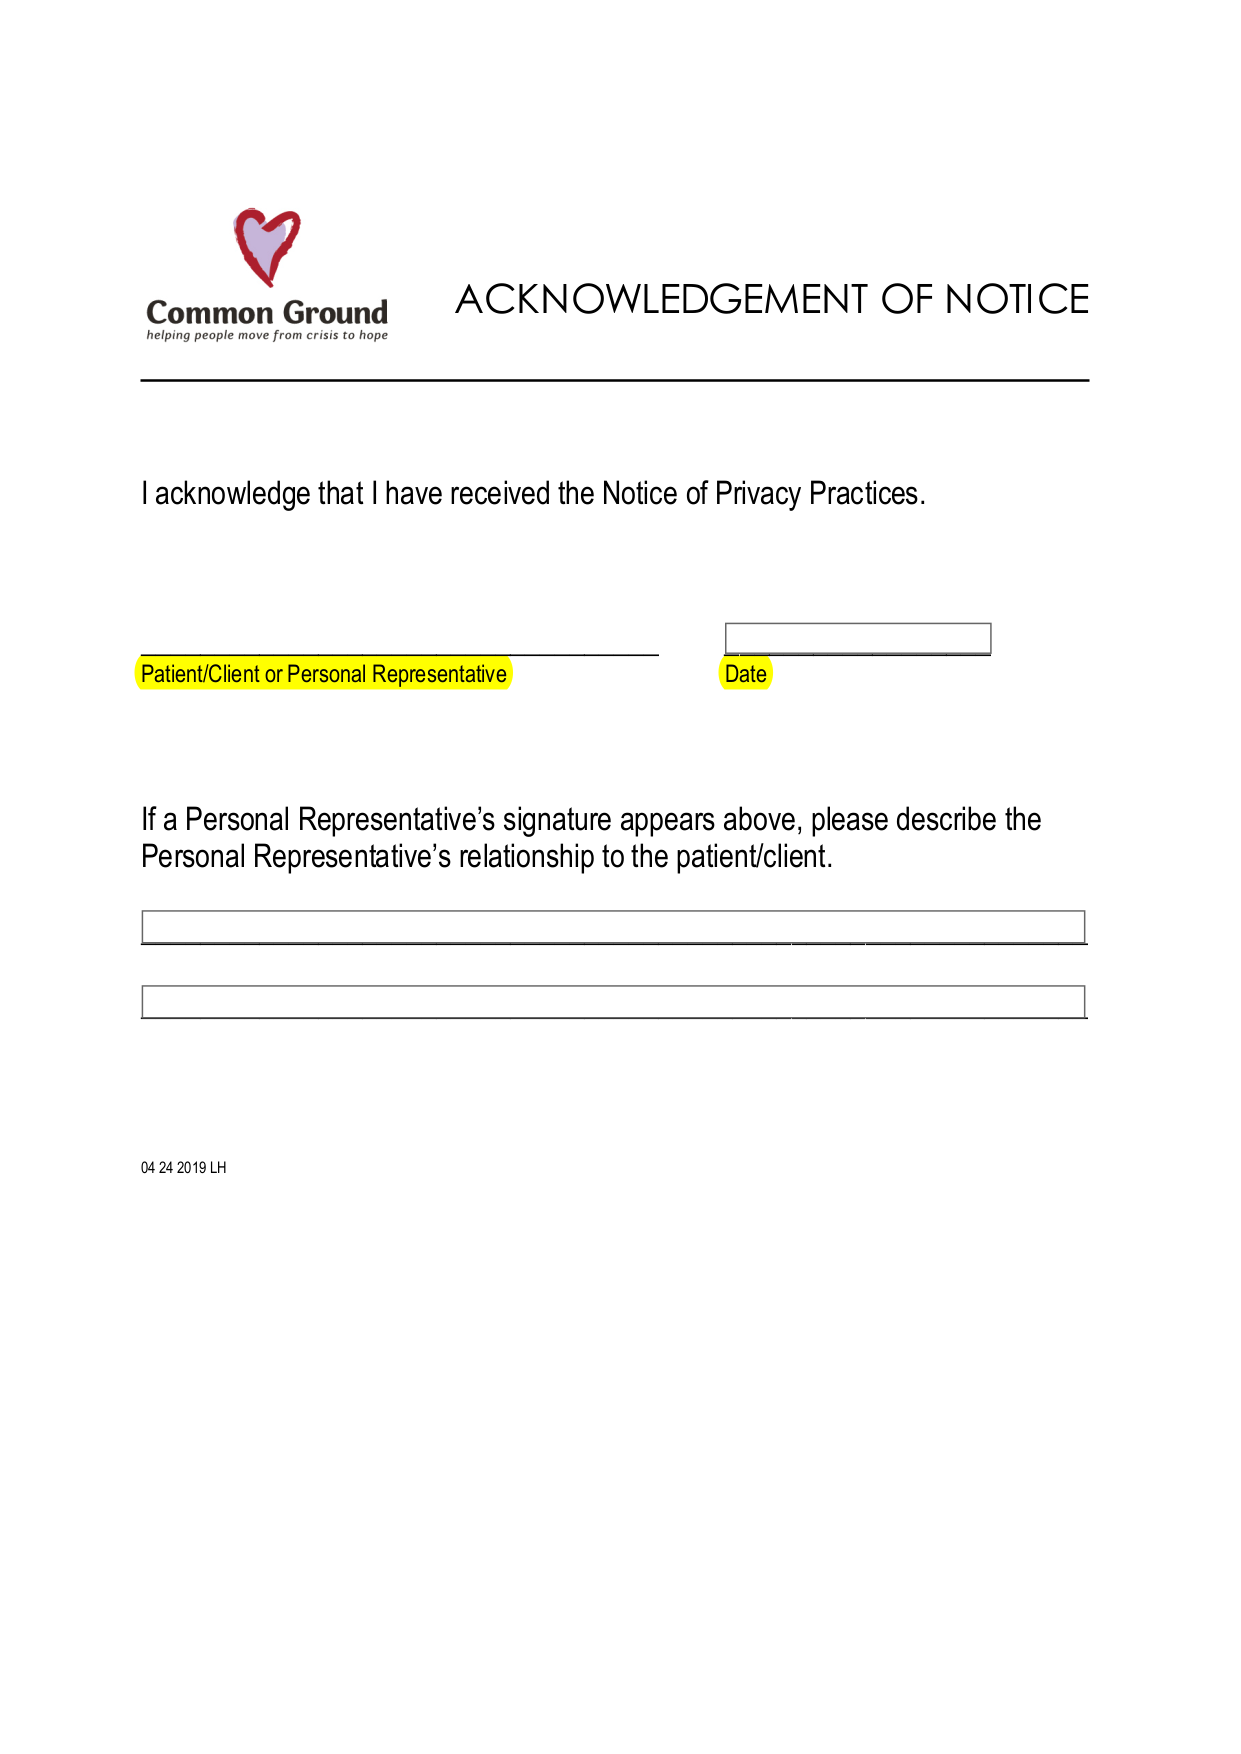 Common Ground
helping people move from crisis to hope
ACKNOWLEDGEMENT OF NOTICE
I acknowledge that I have received the Notice of Privacy Practices.
Patient/Client or Personal Representative
Date
If a Personal Representative’s signature appears above, please describe the
Personal Representative’s relationship to the patient/client.
04 24 2019 LH